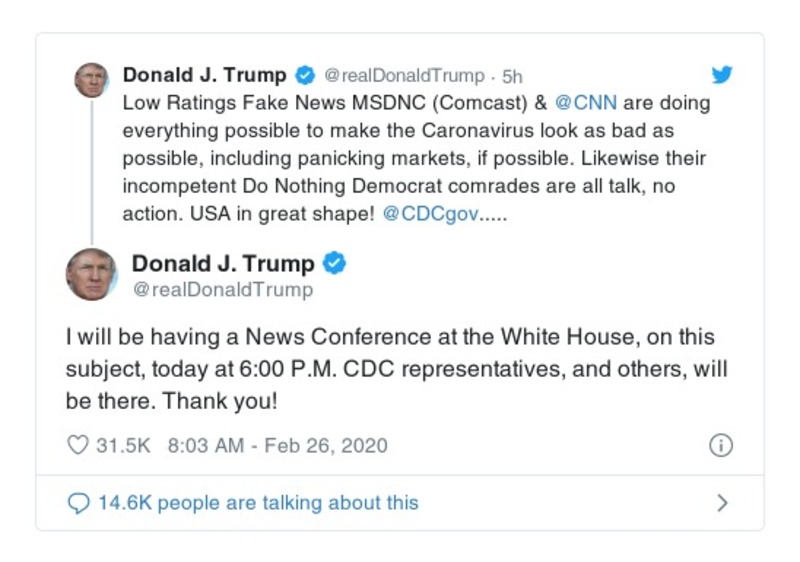 Donald J. Trump @realDonaldTrump · 5h
Low Ratings Fake News MSDNC (Comcast) & @CNN are doing
everything possible to make the Caronavirus look as bad as
possible, including panicking markets, if possible. Likewise their
incompetent Do Nothing Democrat comrades are all talk, no
action. USA in great shape! @CDCgov.....
Donald J. Trump
@realDonaldTrump
I will be having a News Conference at the White House, on this
subject, today at 6:00 P.M. CDC representatives, and others, will
be there. Thank you!
31.5K 8:03 AM - Feb 26, 2020
14.6K people are talking about this